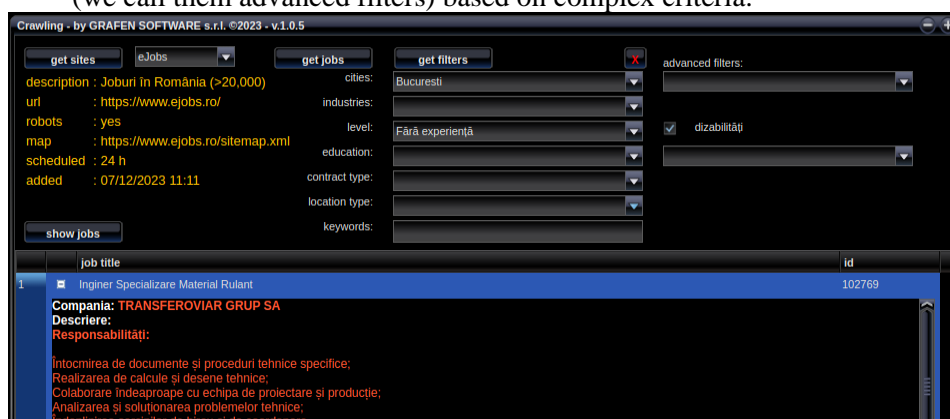 (we call them advanced filters) based on complex criteria.
Crawling - by GRAFEN SOFTWARE s.r.l. ©2023 - v.1.0.5
get sites eJobs get jobs get filters X advanced filters:
description : Joburi în România (>20,000) cities: Bucuresti
url : https://www.ejobs.ro/ industries:
robots : yes level: Fără experiență dizabilități
map : https://www.ejobs.ro/sitemap.xml
scheduled : 24 h education:
added : 07/12/2023 11:11 contract type:
location type:
show jobs keywords:
job title id
1 Inginer Specializare Material Rulant 102769
Compania: TRANSFEROVIAR GRUP SA
Descriere:
Responsabilități:
Întocmirea de documente și proceduri tehnice specifice;
Realizarea de calcule și desene tehnice;
Colaborare îndeaproape cu echipa de proiectare și producție;
Analizarea și soluționarea problemelor tehnice;